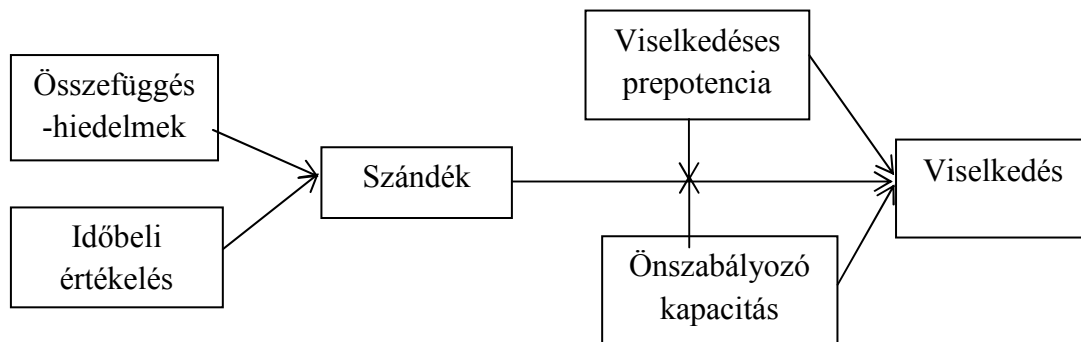 Összefüggés
-hiedelmek
Időbeli
értékelés
Szándék
Viselkedéses
prepotencia
Önszabályozó
kapacitás
Viselkedés